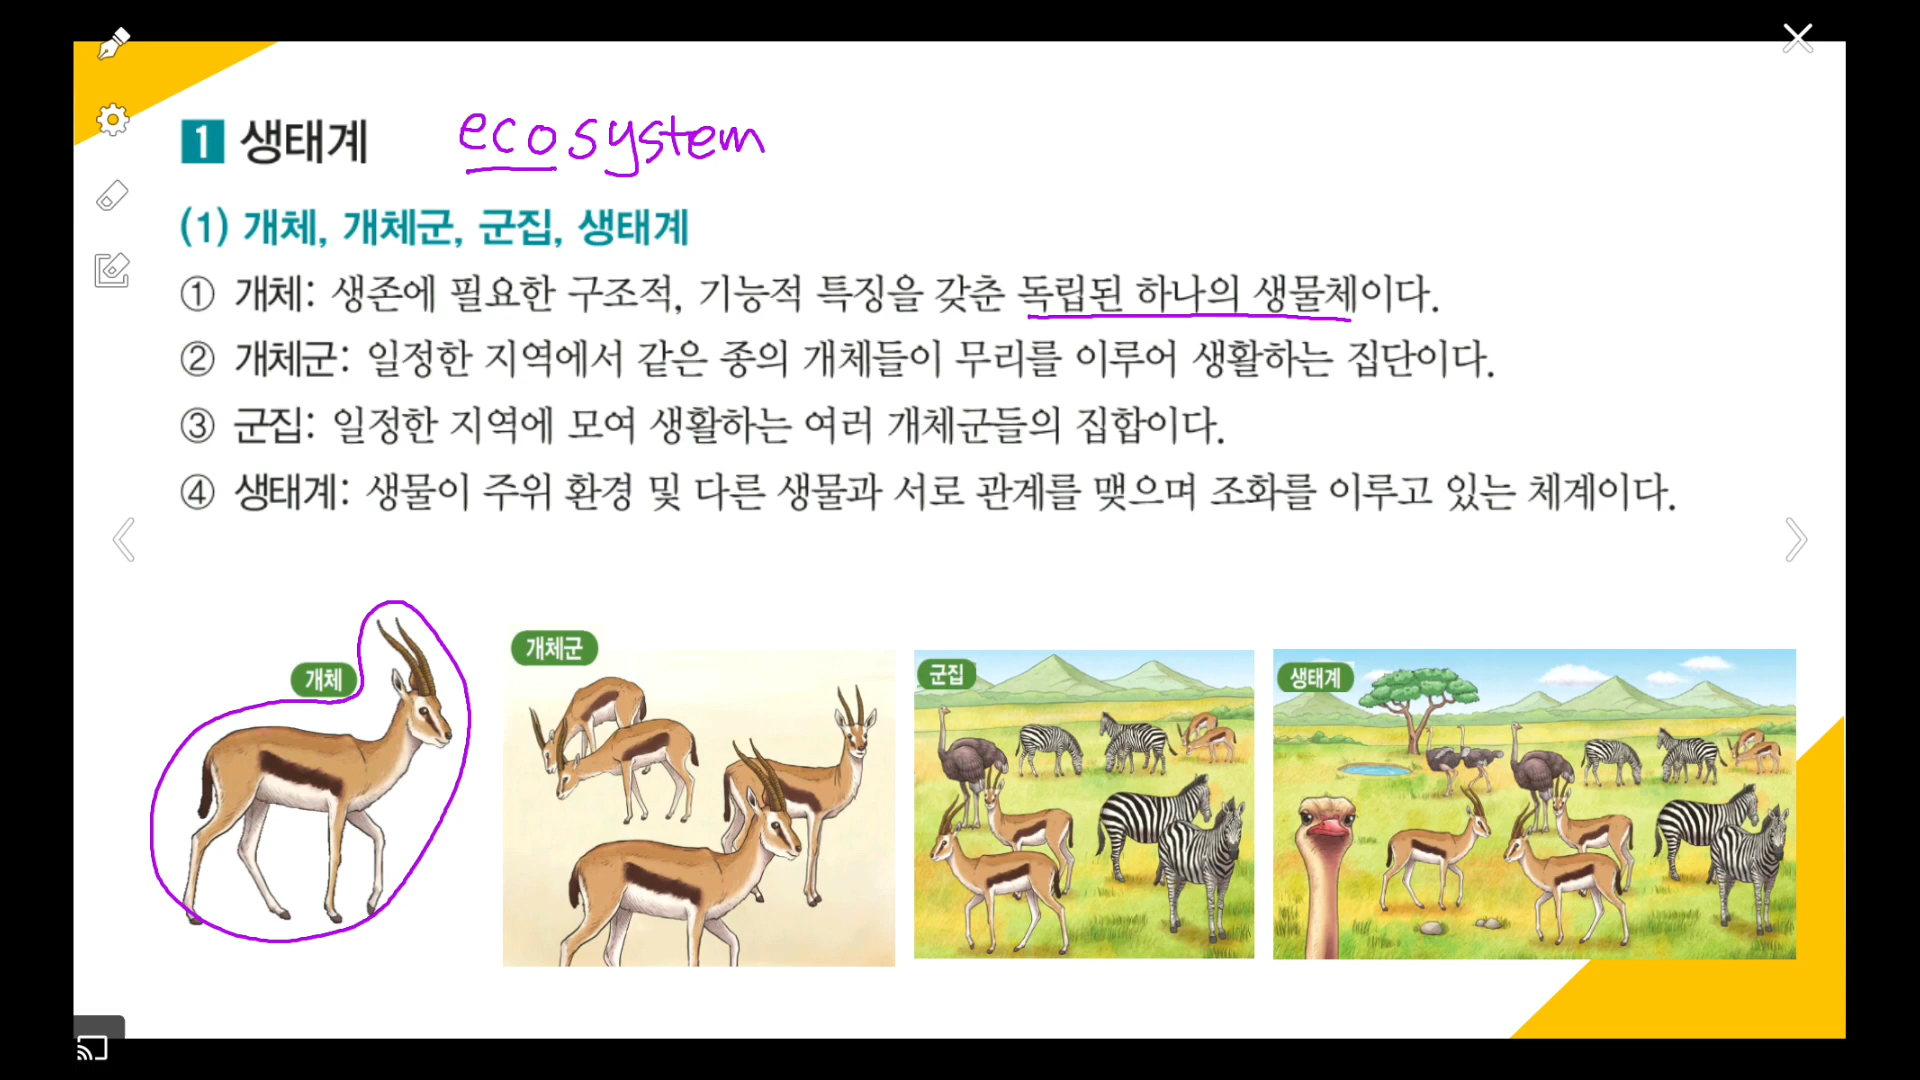 1 생태계 ecosystem
(1) 개체, 개체군, 군집, 생태계
① 개체: 생존에 필요한 구조적, 기능적 특징을 갖춘 독립된 하나의 생물체이다.
② 개체군: 일정한 지역에서 같은 종의 개체들이 무리를 이루어 생활하는 집단이다.
③ 군집: 일정한 지역에 모여 생활하는 여러 개체군들의 집합이다.
④ 생태계: 생물이 주위 환경 및 다른 생물과 서로 관계를 맺으며 조화를 이루고 있는 체계이다.
개체
개체군
군집
생태계